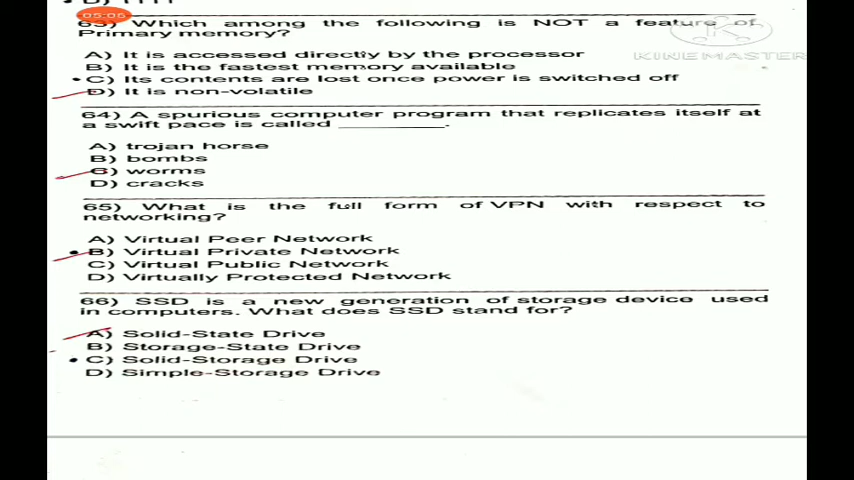 D) 1111
05:05
63) Which among the following is NOT a feature of
Primary memory?
KINEMASTER
A) It is accessed directly by the processor
B) It is the fastest memory available
C) Its contents are lost once power is switched off
D) It is non-volatile
64) A spurious computer program that replicates itself at
a swift pace is called __________.
A) trojan horse
B) bombs
C) worms
D) cracks
65) What is the full form of VPN with respect to
networking?
A) Virtual Peer Network
B) Virtual Private Network
C) Virtual Public Network
D) Virtually Protected Network
66) SSD is a new generation of storage device used
in computers. What does SSD stand for?
A) Solid-State Drive
B) Storage-State Drive
C) Solid-Storage Drive
D) Simple-Storage Drive